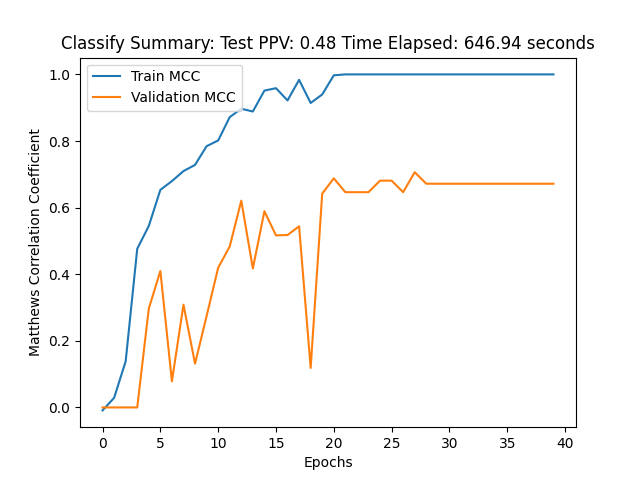 Classify Summary: Test PPV: 0.48 Time Elapsed: 646.94 seconds
Train MCC
Validation MCC
Matthews Correlation Coefficient
1.0
0.8
0.6
0.4
0.2
0.0
0 5 10 15 20 25 30 35 40
Epochs